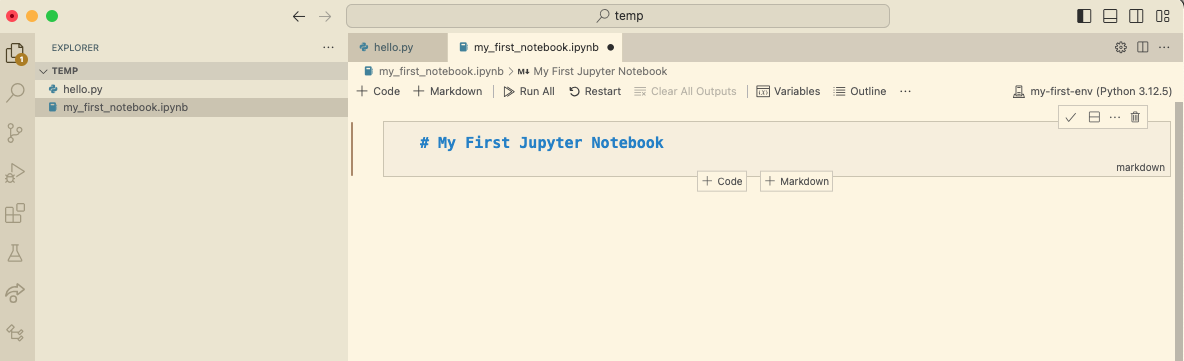 temp
EXPLORER
TEMP
hello.py
my_first_notebook.ipynb
1
hello.py my_first_notebook.ipynb
my_first_notebook.ipynb > M↓ My First Jupyter Notebook
+ Code + Markdown Run All Restart Clear All Outputs Variables Outline ... my-first-env (Python 3.12.5)
# My First Jupyter Notebook
markdown
+ Code + Markdown